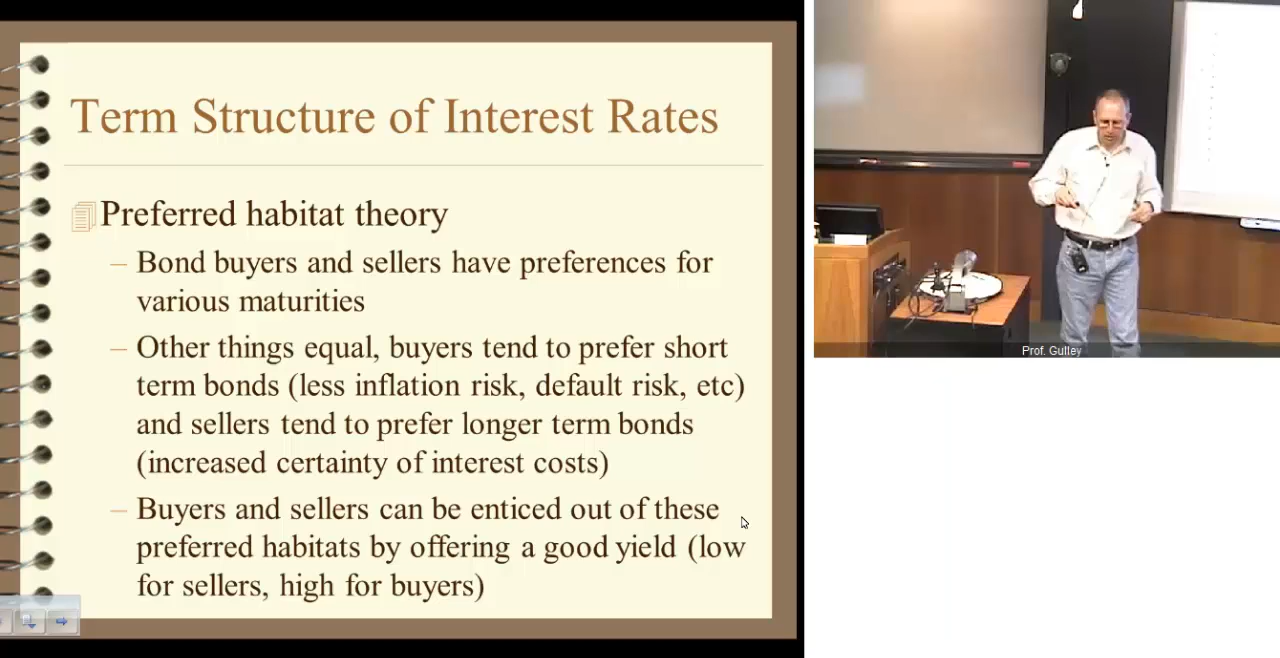 Term Structure of Interest Rates
Preferred habitat theory
– Bond buyers and sellers have preferences for
various maturities
– Other things equal, buyers tend to prefer short
term bonds (less inflation risk, default risk, etc)
and sellers tend to prefer longer term bonds
(increased certainty of interest costs)
– Buyers and sellers can be enticed out of these
preferred habitats by offering a good yield (low
for sellers, high for buyers)
Prof. Gulley